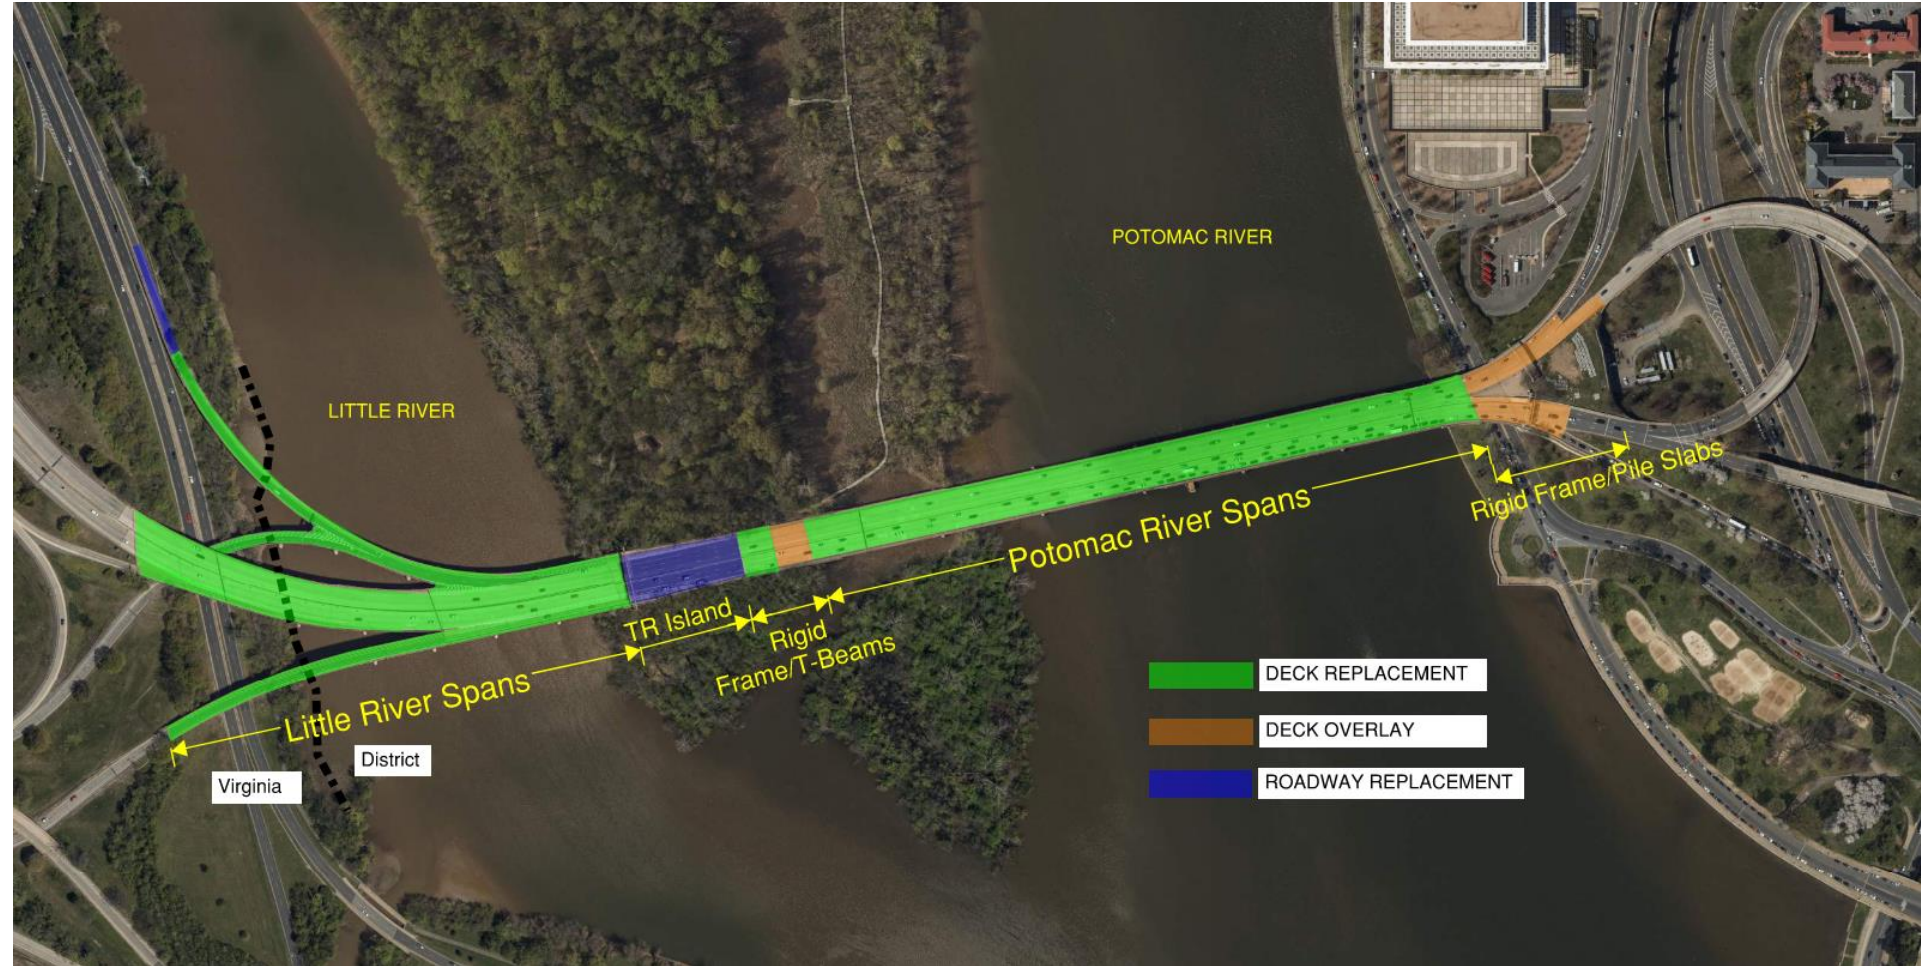 POTOMAC RIVER
LITTLE RIVER
Rigid Frame/Pile Slabs
Potomac River Spans
TR Island
Rigid
Frame/T-Beams
Little River Spans
District
Virginia
DECK REPLACEMENT
DECK OVERLAY
ROADWAY REPLACEMENT